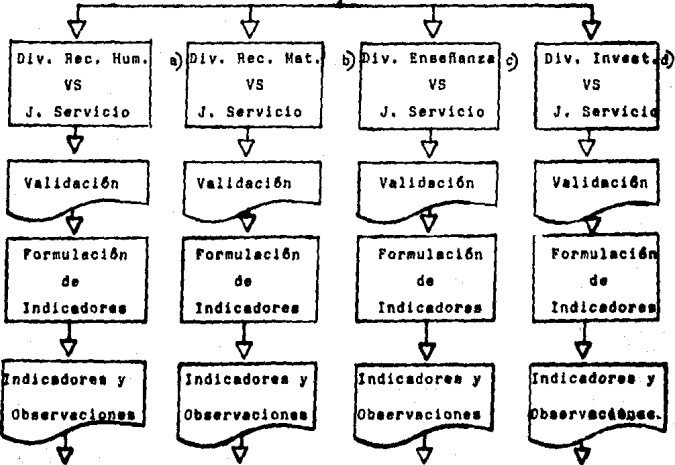 Div. Rec. Hum. a)
VS
J. Servicio
Validación
Formulación
de
Indicadores
Indicadores y
Observaciones
Div. Rec. Mat. b)
VS
J. Servicio
Validación
Formulación
de
Indicadores
Indicadores y
Observaciones
Div. Enseñanza c)
VS
J. Servicio
Validación
Formulación
de
Indicadores
Indicadores y
Observaciones
Div. Invest. d)
VS
J. Servicio
Validación
Formulación
de
Indicadores
Indicadores y
Observaciones.